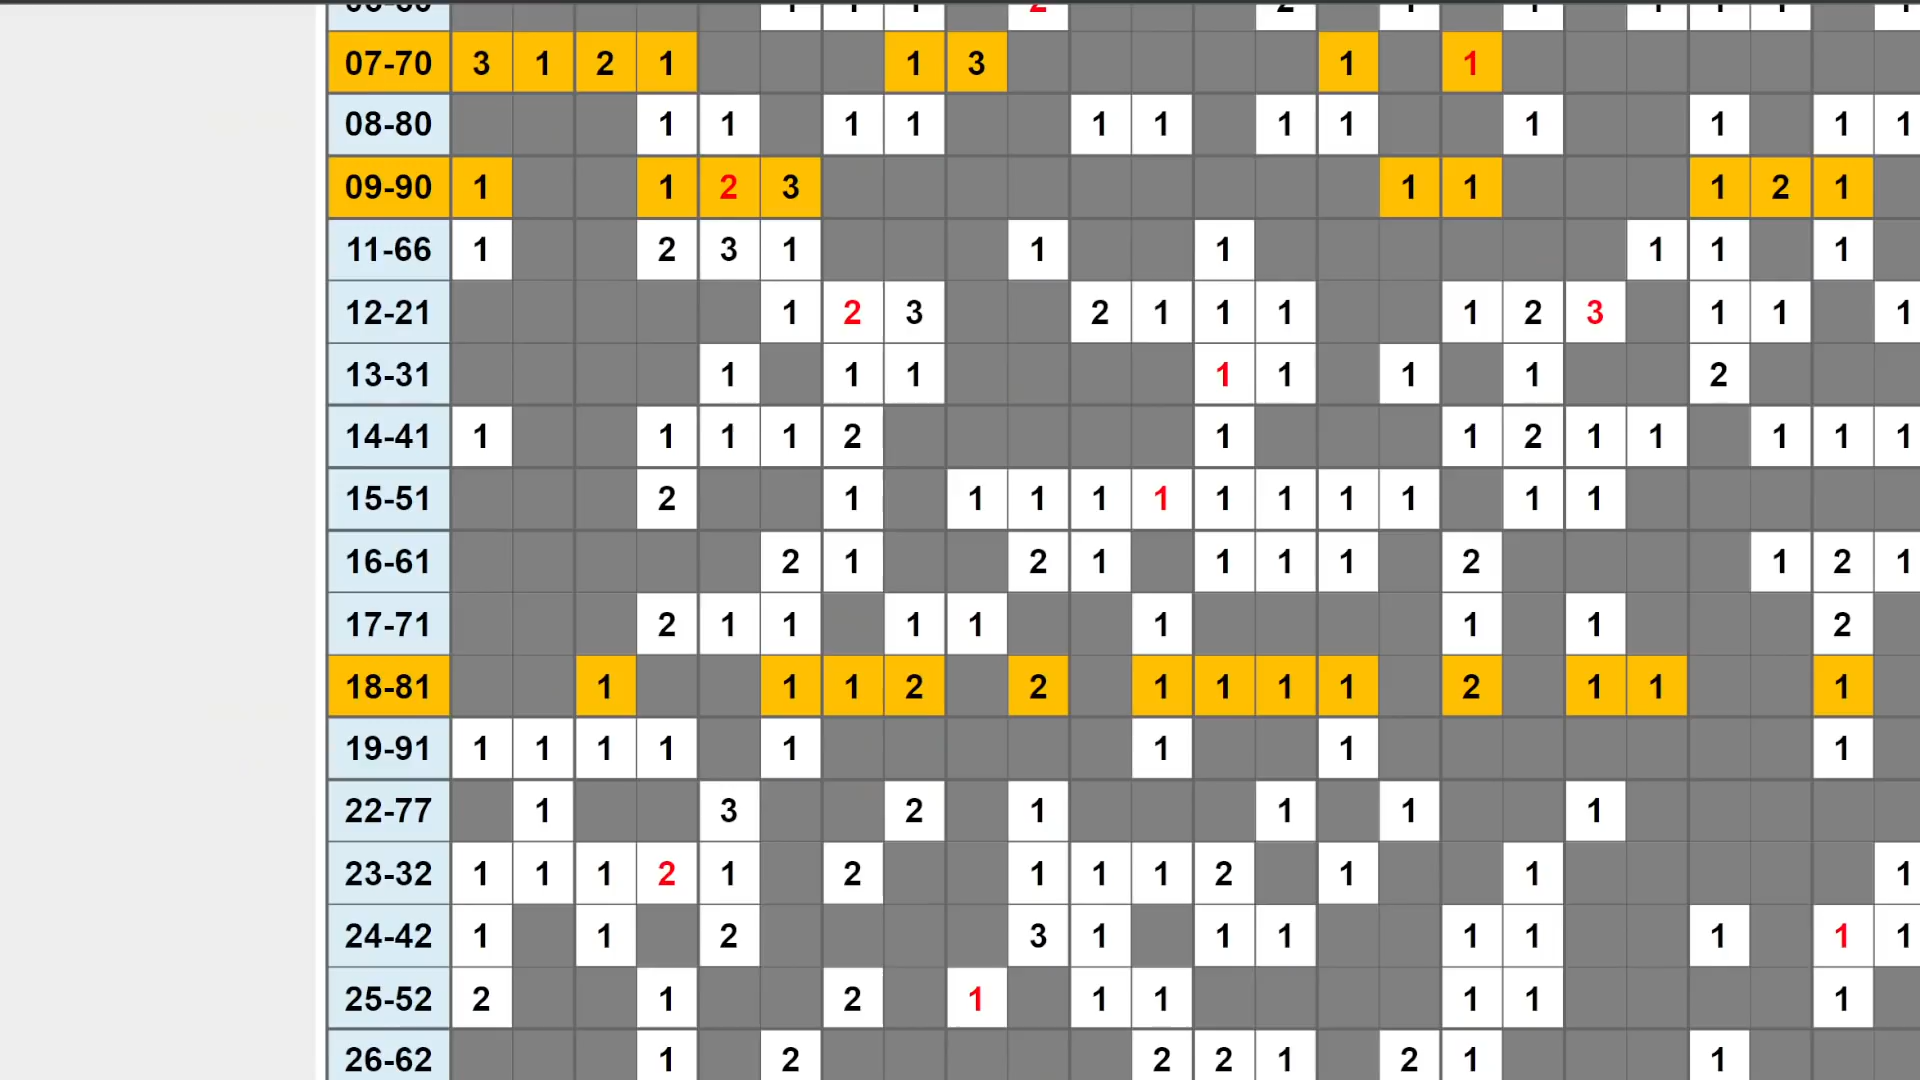 07-70 3 1 2 1 1 3 1 1
08-80 1 1 1 1 1 1 1 1 1 1 1 1
09-90 1 1 2 3 1 1 1 2 1
11-66 1 2 3 1 1 1 1 1 1
12-21 1 2 3 2 1 1 1 1 2 3 1 1 1
13-31 1 1 1 1 1 1 1 2
14-41 1 1 1 1 2 1 1 2 1 1 1 1 1
15-51 2 1 1 1 1 1 1 1 1 1 1 1
16-61 2 1 2 1 1 1 1 2 1 2 1
17-71 2 1 1 1 1 1 1 1 2
18-81 1 1 1 2 2 1 1 1 1 2 1 1 1
19-91 1 1 1 1 1 1 1 1
22-77 1 3 2 1 1 1 1
23-32 1 1 1 2 1 2 1 1 1 2 1 1 1
24-42 1 1 2 3 1 1 1 1 1 1 1 1
25-52 2 1 2 1 1 1 1 1 1
26-62 1 2 2 2 1 2 1 1